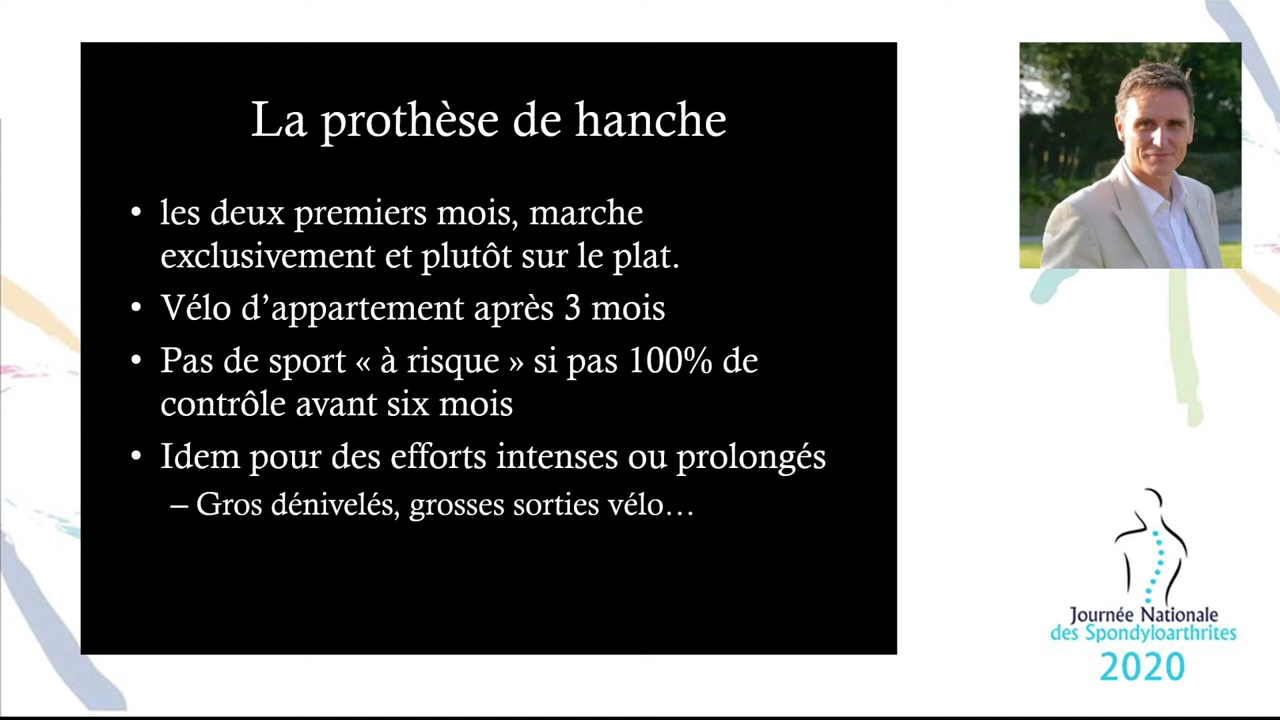 La prothèse de hanche
• les deux premiers mois, marche
exclusivement et plutôt sur le plat.
• Vélo d’appartement après 3 mois
• Pas de sport « à risque » si pas 100% de
contrôle avant six mois
• Idem pour des efforts intenses ou prolongés
– Gros dénivelés, grosses sorties vélo…
Journée Nationale
des Spondyloarthrites
2020